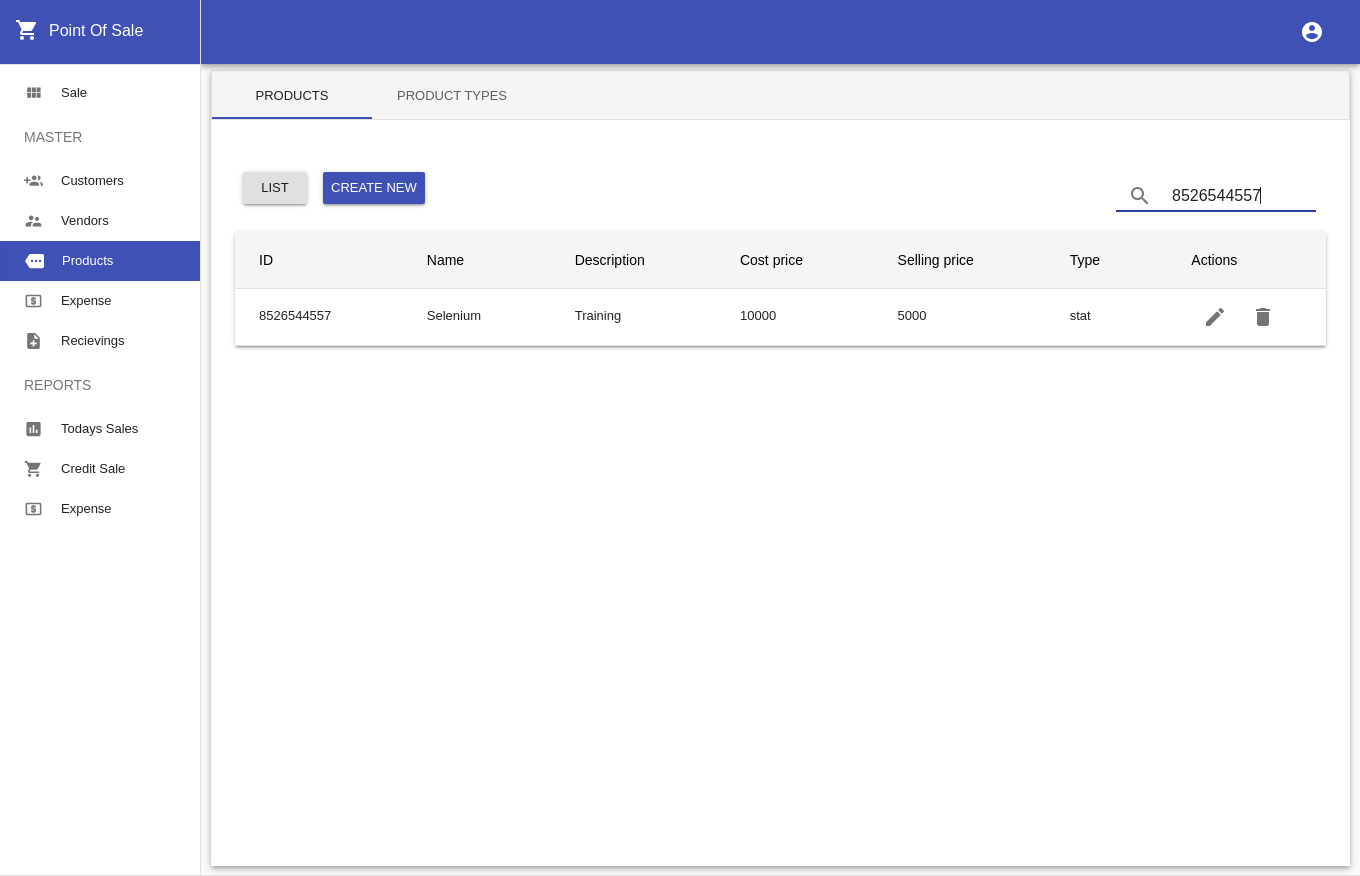 Point Of Sale
Sale
MASTER
Customers
Vendors
Products
Expense
Recievings
REPORTS
Todays Sales
Credit Sale
Expense
PRODUCTS PRODUCT TYPES
LIST CREATE NEW
8526544557
ID Name Description Cost price Selling price Type Actions
8526544557 Selenium Training 10000 5000 stat